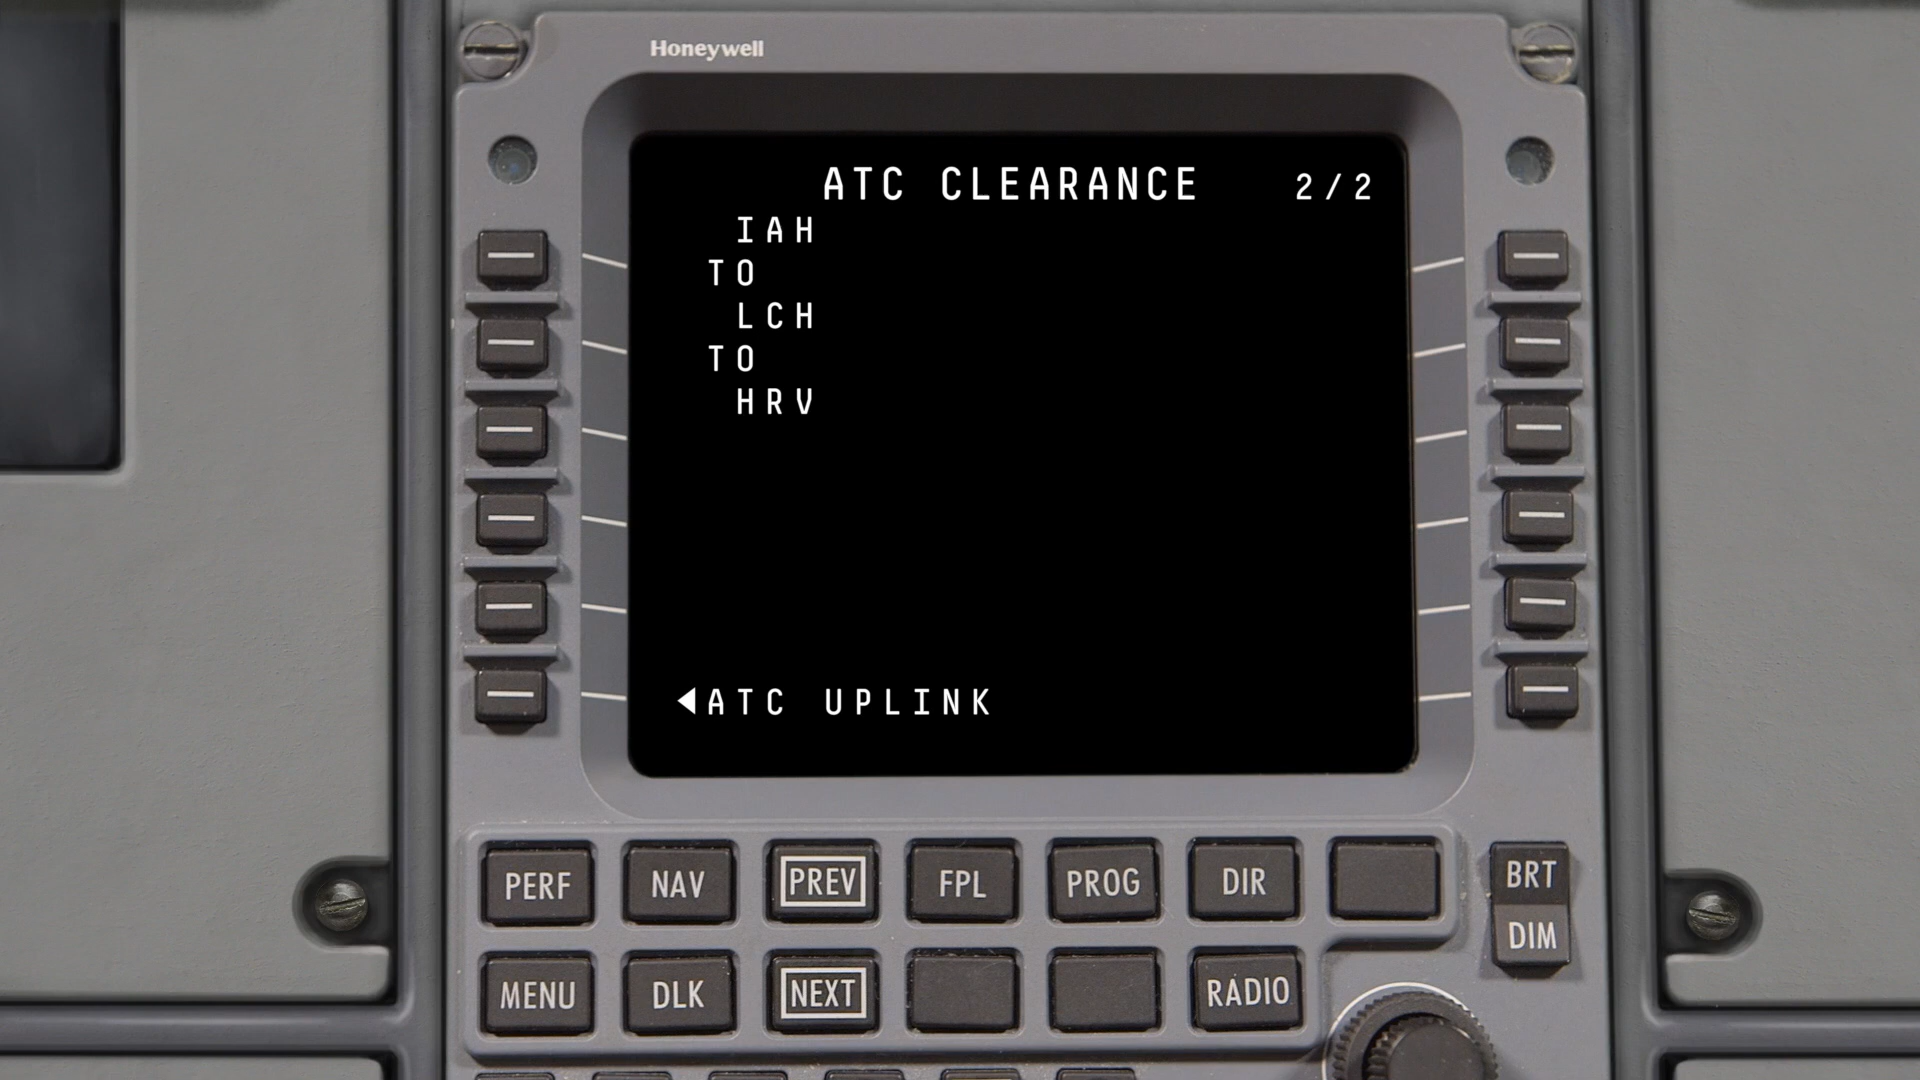 Honeywell
ATC CLEARANCE 2/2
IAH
TO
LCH
TO
HRV
ATC UPLINK
PERF NAV PREV FPL PROG DIR
BRT
DIM
MENU DLK NEXT RADIO